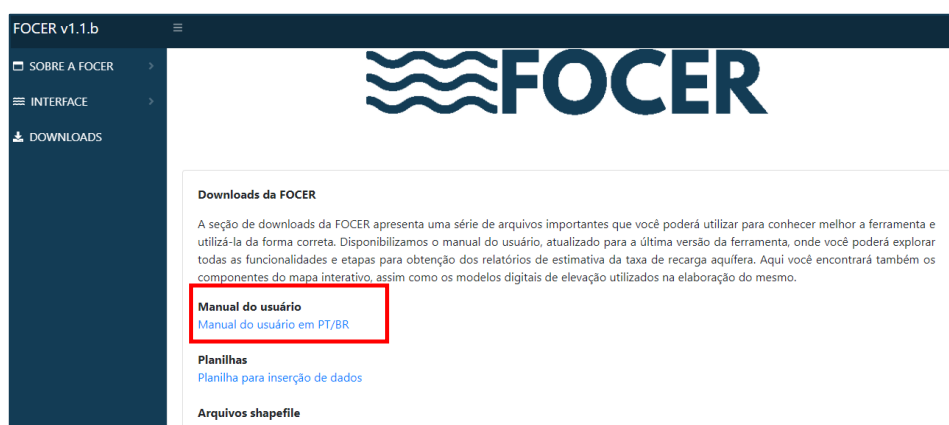 FOCER v1.1.b
SOBRE A FOCER
INTERFACE
DOWNLOADS
FOCER
Downloads da FOCER
A seção de downloads da FOCER apresenta uma série de arquivos importantes que você poderá utilizar para conhecer melhor a ferramenta e
utilizá-la da forma correta. Disponibilizamos o manual do usuário, atualizado para a última versão da ferramenta, onde você poderá explorar
todas as funcionalidades e etapas para obtenção dos relatórios de estimativa da taxa de recarga aquífera. Aqui você encontrará também os
componentes do mapa interativo, assim como os modelos digitais de elevação utilizados na elaboração do mesmo.
Manual do usuário
Manual do usuário em PT/BR
Planilhas
Planilha para inserção de dados
Arquivos shapefile